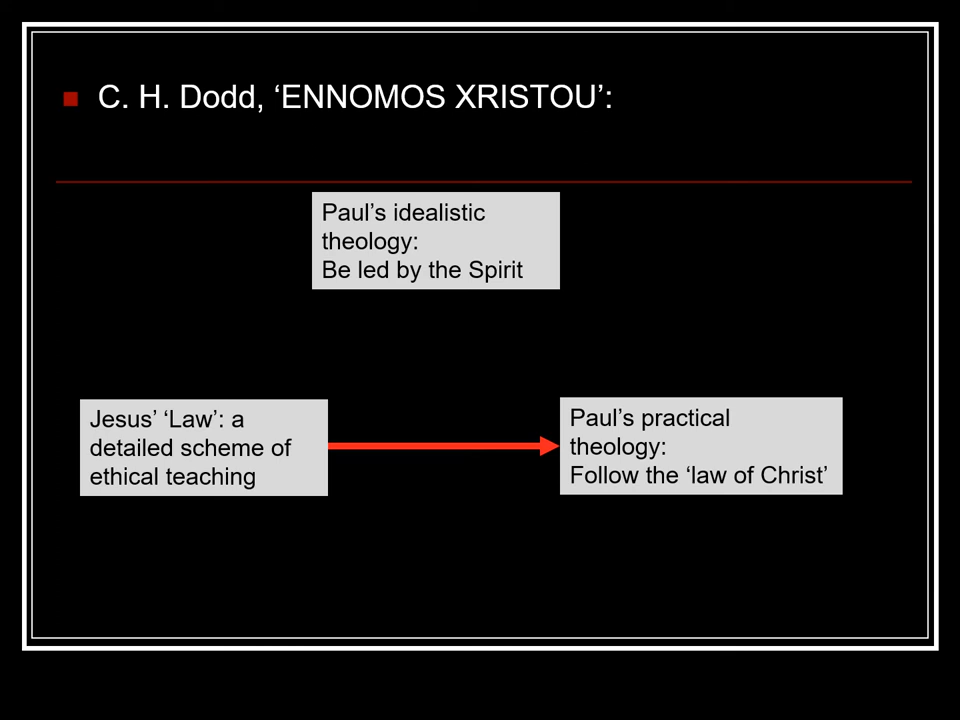 C. H. Dodd, ‘ENNOMOS XRISTOU’:
Paul’s idealistic
theology:
Be led by the Spirit
Jesus’ ‘Law’: a
detailed scheme of
ethical teaching
Paul’s practical
theology:
Follow the ‘law of Christ’